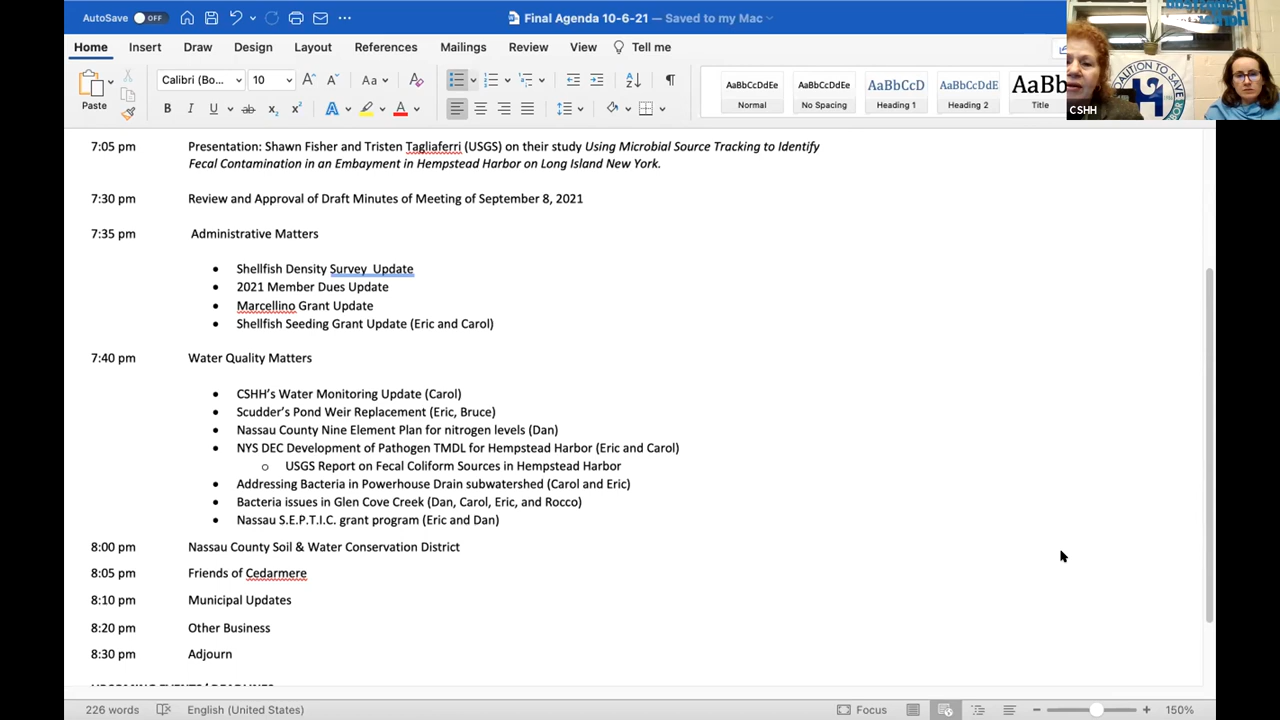 AutoSave OFF
Final Agenda 10-6-21 — Saved to my Mac
Home Insert Draw Design Layout References Mailings Review View Tell me
Paste
Calibri (Bo... 10
AaBbCcDdEe AaBbCcDdEe AaBbCcD AaBbCcDdE AaBb
Normal No Spacing Heading 1 Heading 2 Title
COALITION TO SAVE
CSHH
7:05 pm Presentation: Shawn Fisher and Tristen Tagliaferri (USGS) on their study Using Microbial Source Tracking to Identify
Fecal Contamination in an Embayment in Hempstead Harbor on Long Island New York.
7:30 pm Review and Approval of Draft Minutes of Meeting of September 8, 2021
7:35 pm Administrative Matters
• Shellfish Density Survey Update
• 2021 Member Dues Update
• Marcellino Grant Update
• Shellfish Seeding Grant Update (Eric and Carol)
7:40 pm Water Quality Matters
• CSHH's Water Monitoring Update (Carol)
• Scudder's Pond Weir Replacement (Eric, Bruce)
• Nassau County Nine Element Plan for nitrogen levels (Dan)
• NYS DEC Development of Pathogen TMDL for Hempstead Harbor (Eric and Carol)
o USGS Report on Fecal Coliform Sources in Hempstead Harbor
• Addressing Bacteria in Powerhouse Drain subwatershed (Carol and Eric)
• Bacteria issues in Glen Cove Creek (Dan, Carol, Eric, and Rocco)
• Nassau S.E.P.T.I.C. grant program (Eric and Dan)
8:00 pm Nassau County Soil & Water Conservation District
8:05 pm Friends of Cedarmere
8:10 pm Municipal Updates
8:20 pm Other Business
8:30 pm Adjourn
226 words English (United States) Focus 150%